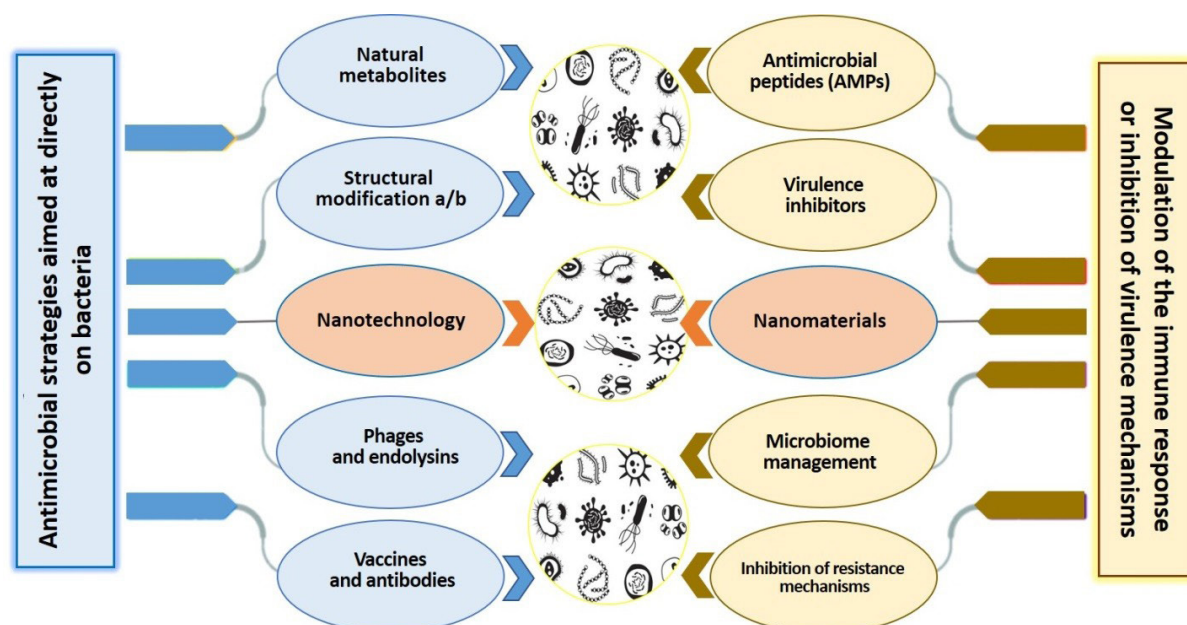 Antimicrobial strategies aimed at directly
on bacteria
Natural
metabolites
Structural
modification a/b
Nanotechnology
Phages
and endolysins
Vaccines
and antibodies
Antimicrobial
peptides (AMPs)
Virulence
inhibitors
Nanomaterials
Microbiome
management
Inhibition of resistance
mechanisms
Modulation of the immune response
or inhibition of virulence mechanisms